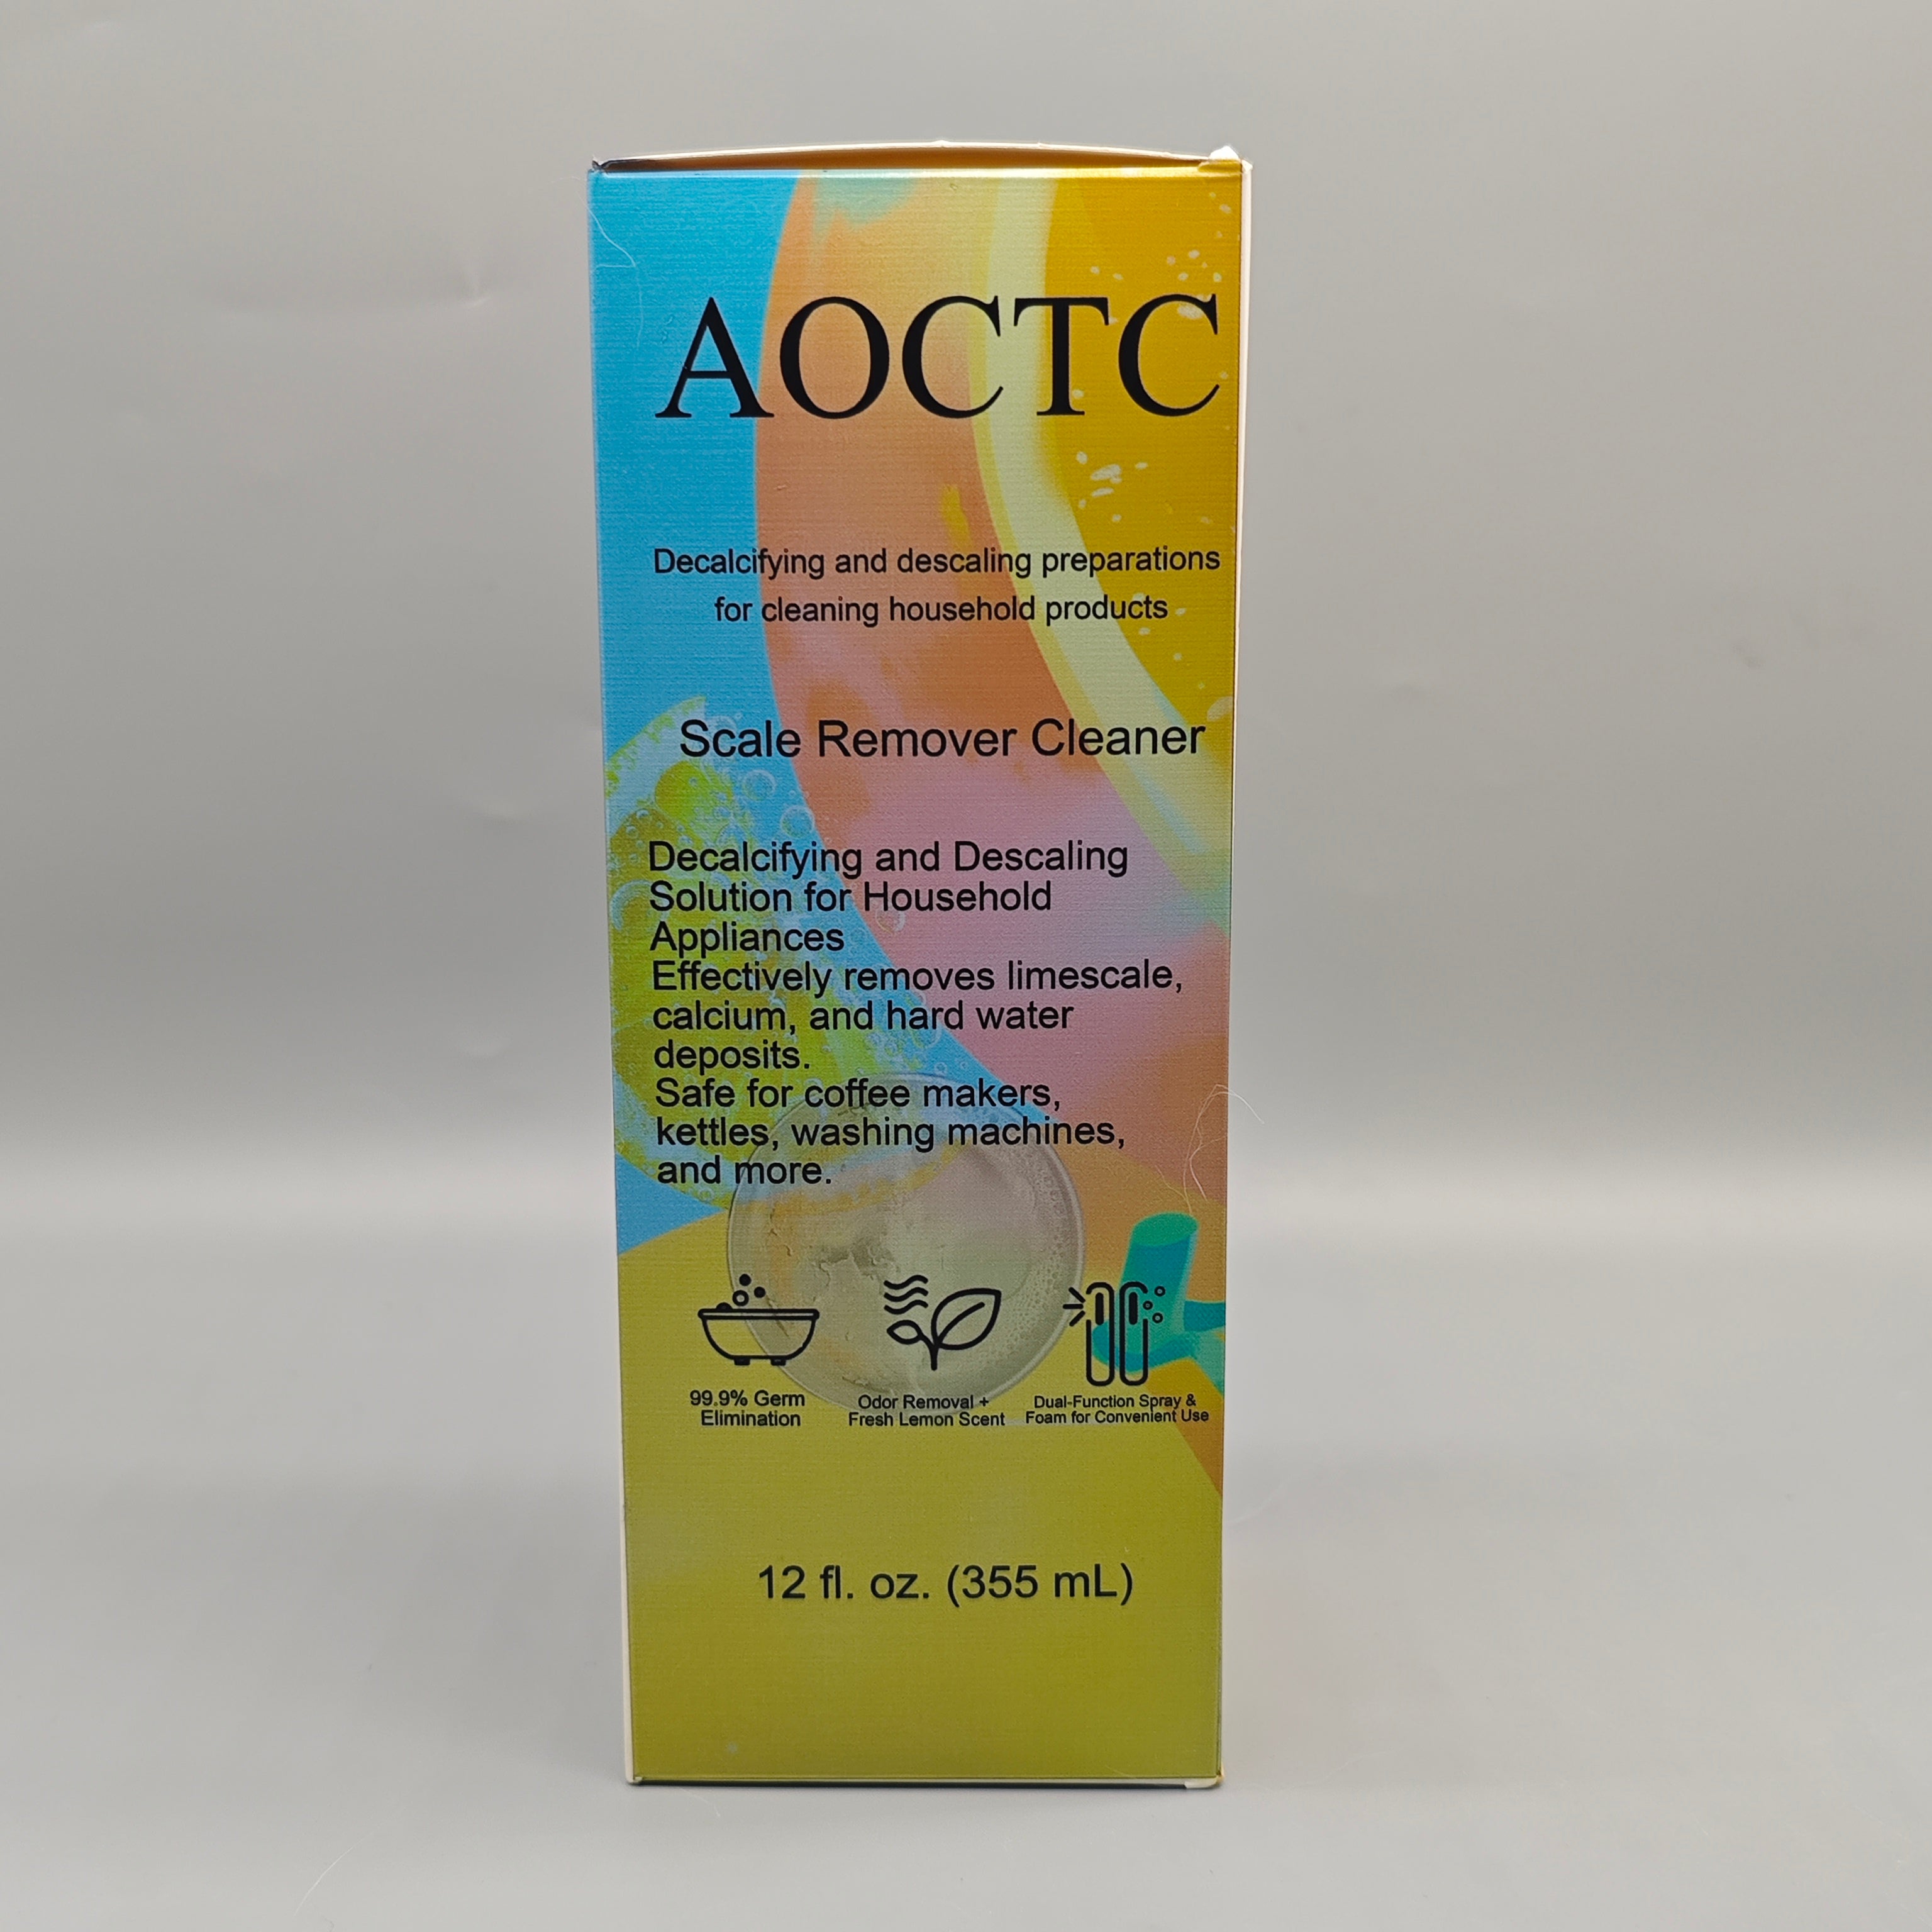 AOCTC
Decalcifying and descaling preparations
for cleaning household products
Scale Remover Cleaner
Decalcifying and Descaling
Solution for Household
Appliances
Effectively removes limescale,
calcium, and hard water
deposits.
Safe for coffee makers,
kettles, washing machines,
and more.
99.9% Germ
Elimination
Odor Removal +
Fresh Lemon Scent
Dual-Function Spray &
Foam for Convenient Use
12 fl. oz. (355 mL)